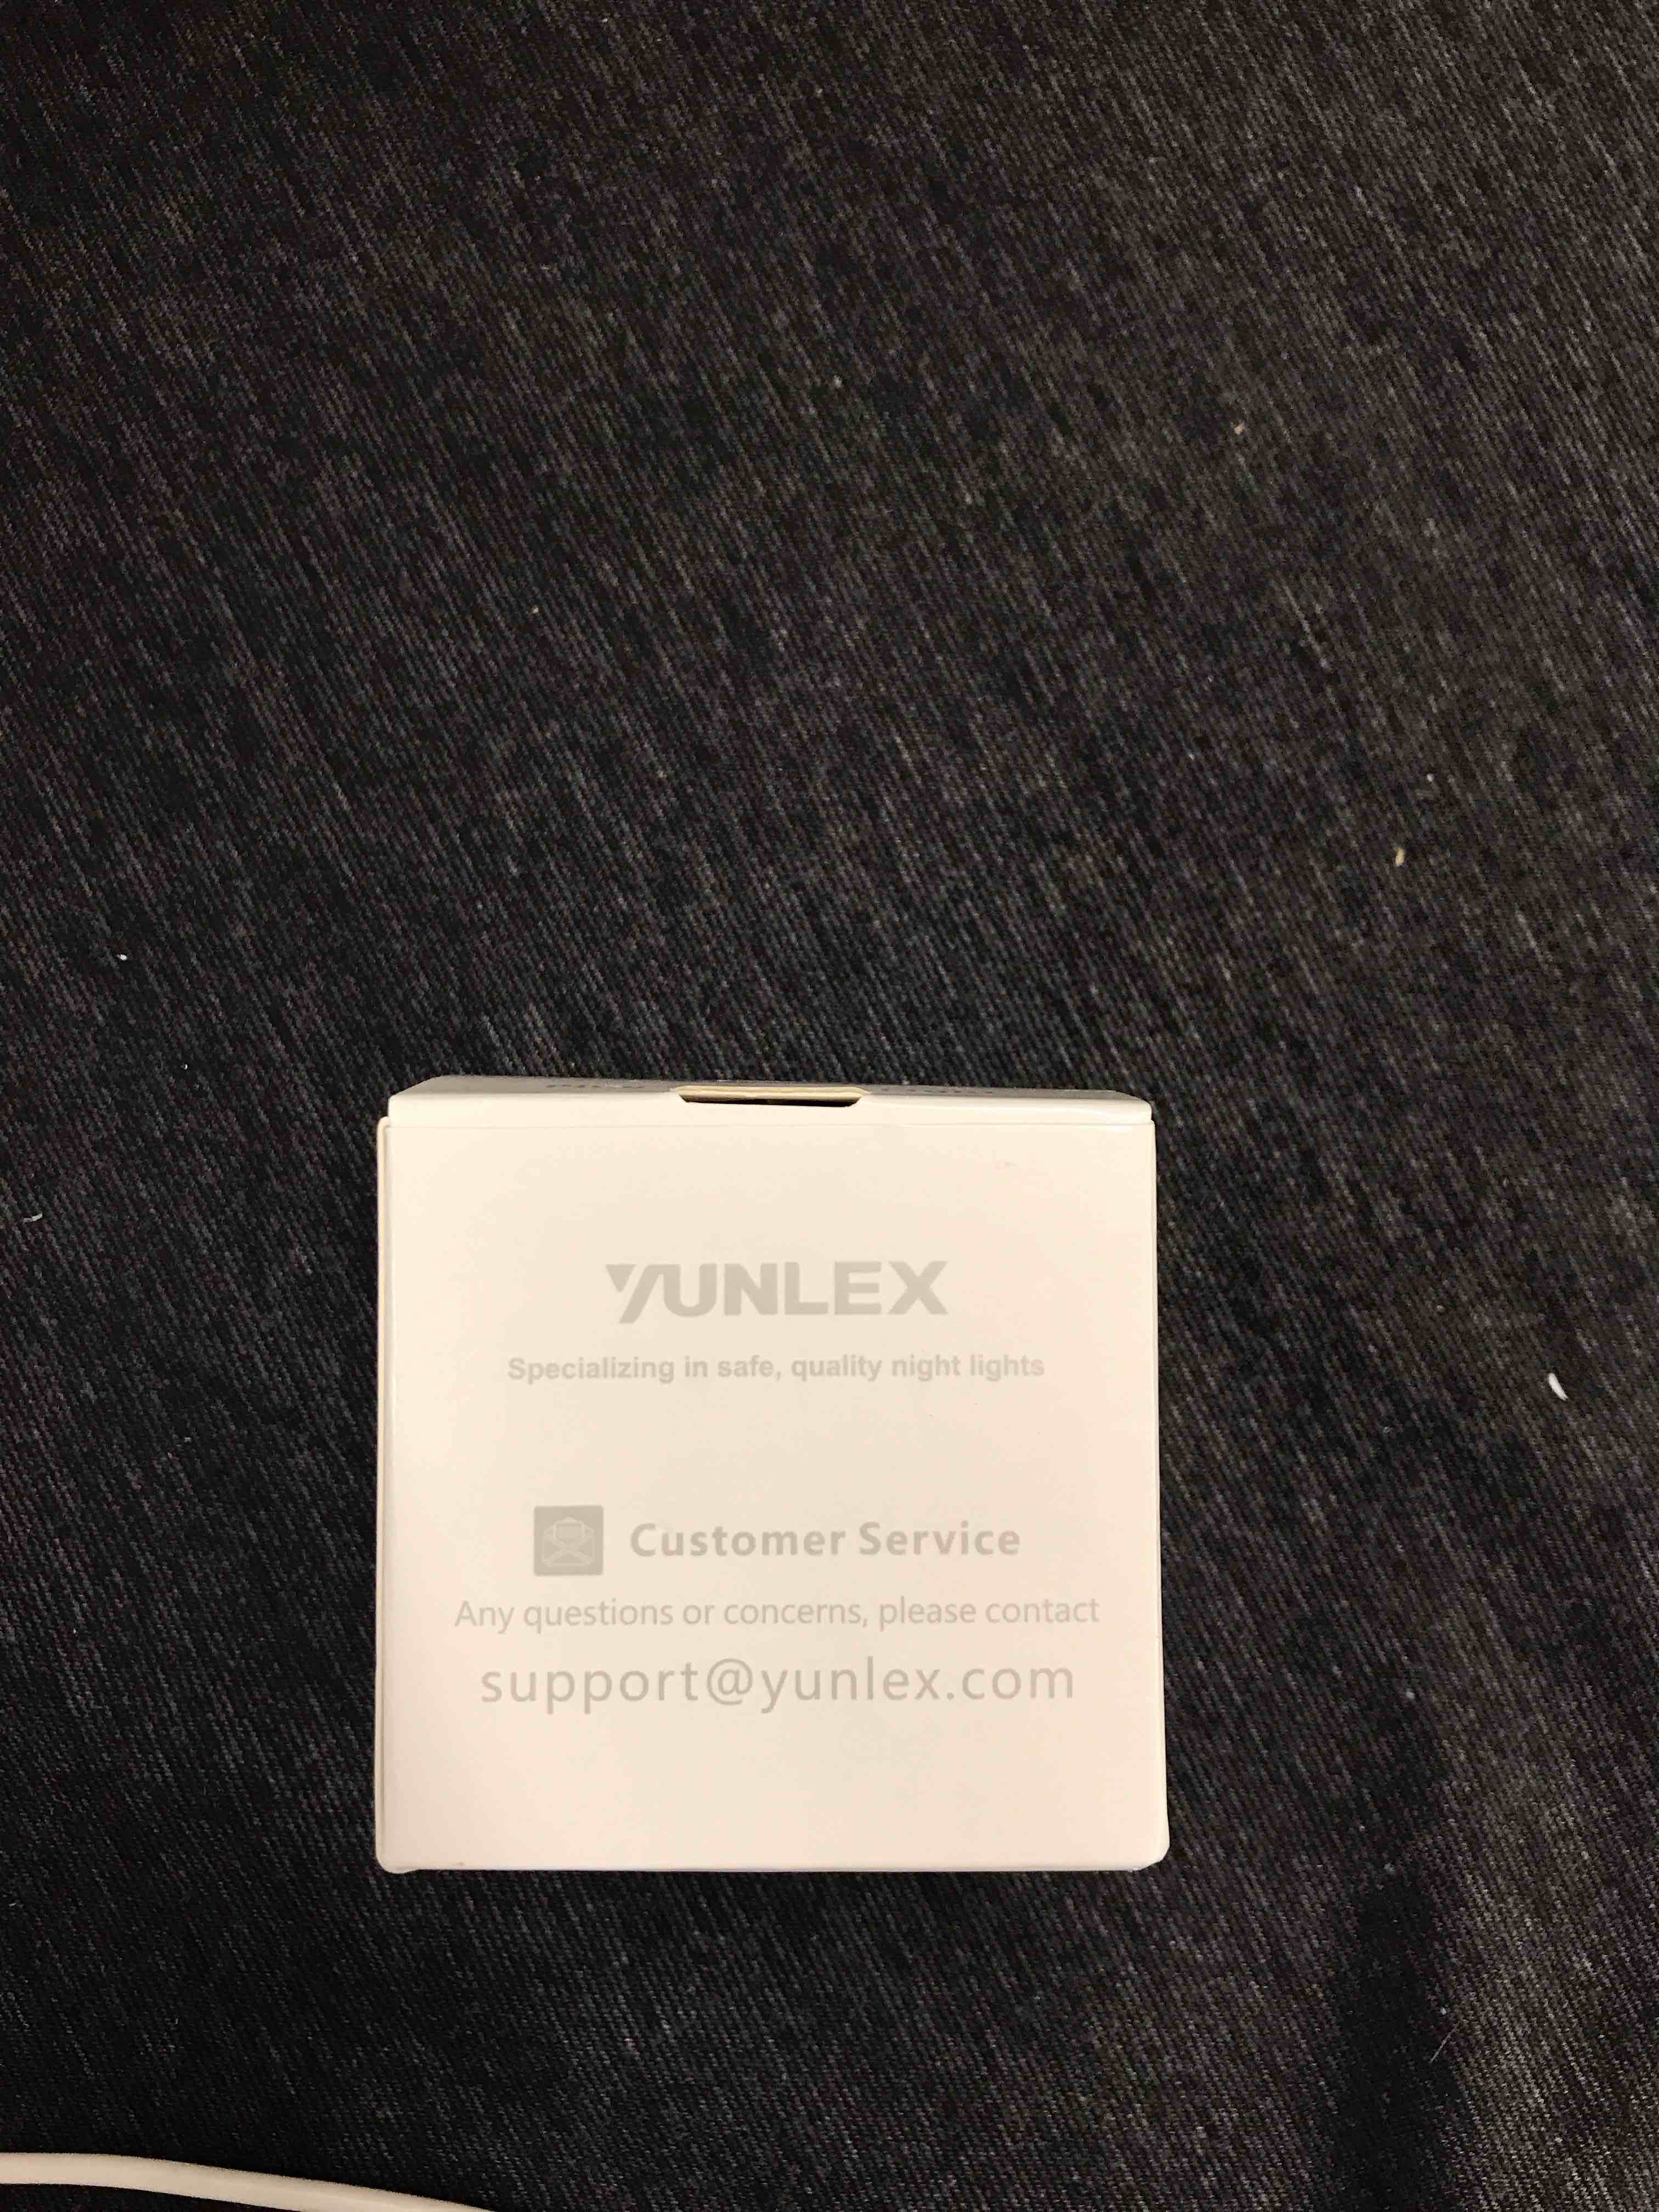 YUNLEX
Specializing in safe, quality night lights
Customer Service
Any questions or concerns, please contact
support@yunlex.com